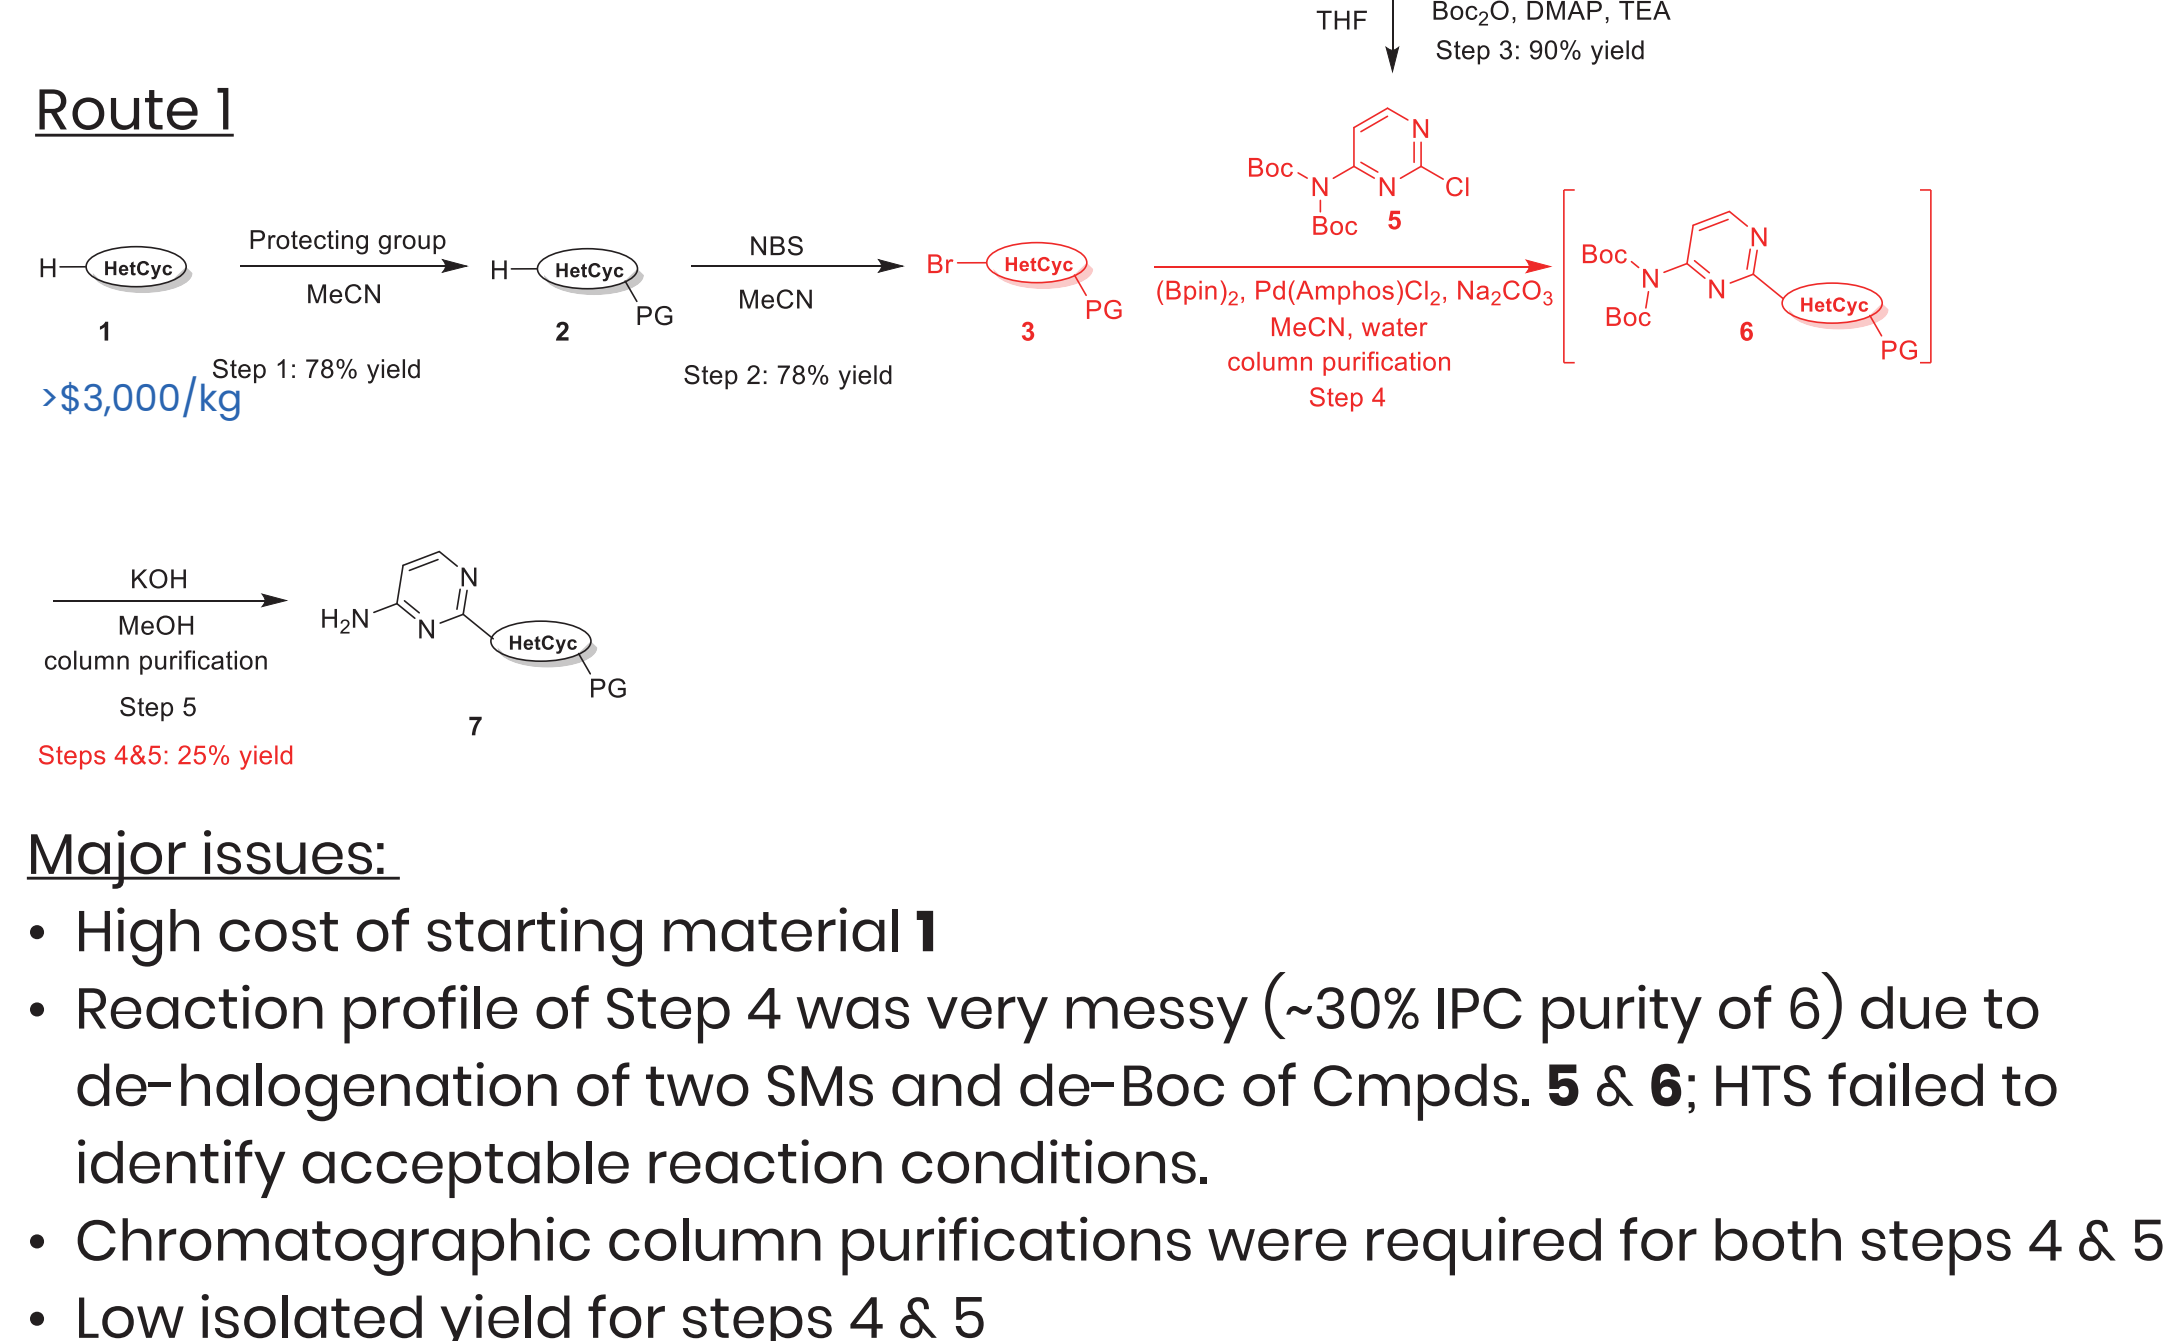 THF
Boc₂O, DMAP, TEA
Step 3: 90% yield
Route 1
N
N
Cl
Boc
N
Boc
5
H
HetCyc
1
>$3,000/kg
Protecting group
MeCN
Step 1: 78% yield
H
HetCyc
PG
2
NBS
MeCN
Step 2: 78% yield
Br
HetCyc
PG
3
(Bpin)₂, Pd(Amphos)Cl₂, Na₂CO₃
MeCN, water
column purification
Step 4
Boc
N
Boc
N
N
HetCyc
PG
6
KOH
MeOH
column purification
Step 5
Steps 4&5: 25% yield
H₂N
N
N
HetCyc
PG
7
Major issues:
• High cost of starting material 1
• Reaction profile of Step 4 was very messy (~30% IPC purity of 6) due to
de-halogenation of two SMs and de-Boc of Cmpds. 5 & 6; HTS failed to
identify acceptable reaction conditions.
• Chromatographic column purifications were required for both steps 4 & 5
• Low isolated yield for steps 4 & 5